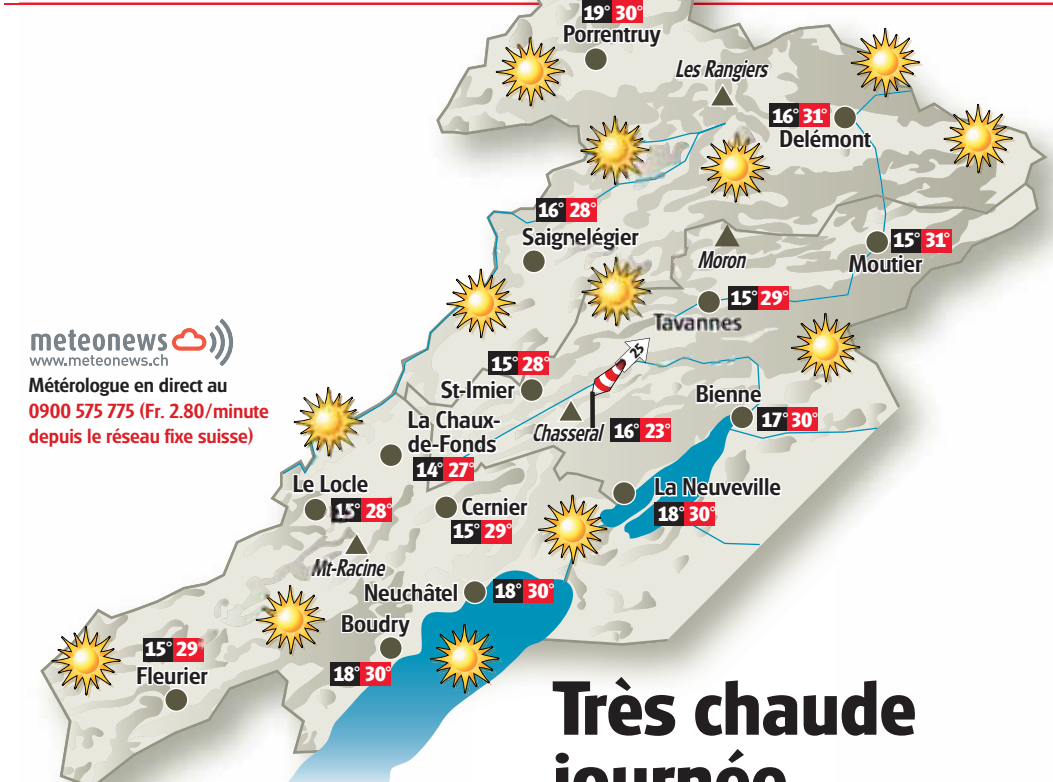 19° 30°
Porrentruy
Les Rangiers
16° 31°
Delémont
16° 28°
Saignelégier
15° 31°
Moutier
Moron
15° 29°
Tavannes
meteonews
www.meteonews.ch
Météorologue en direct au
0900 575 775 (Fr. 2.80/minute
depuis le réseau fixe suisse)
25
15° 28°
St-Imier
Bienne
17° 30°
Chasseral 16° 23°
La Chaux-
de-Fonds
14° 27°
Le Locle
15° 28°
La Neuveville
18° 30°
Cernier
15° 29°
Mt-Racine
Neuchâtel 18° 30°
Boudry
18° 30°
15° 29°
Fleurier
Très chaude
journée